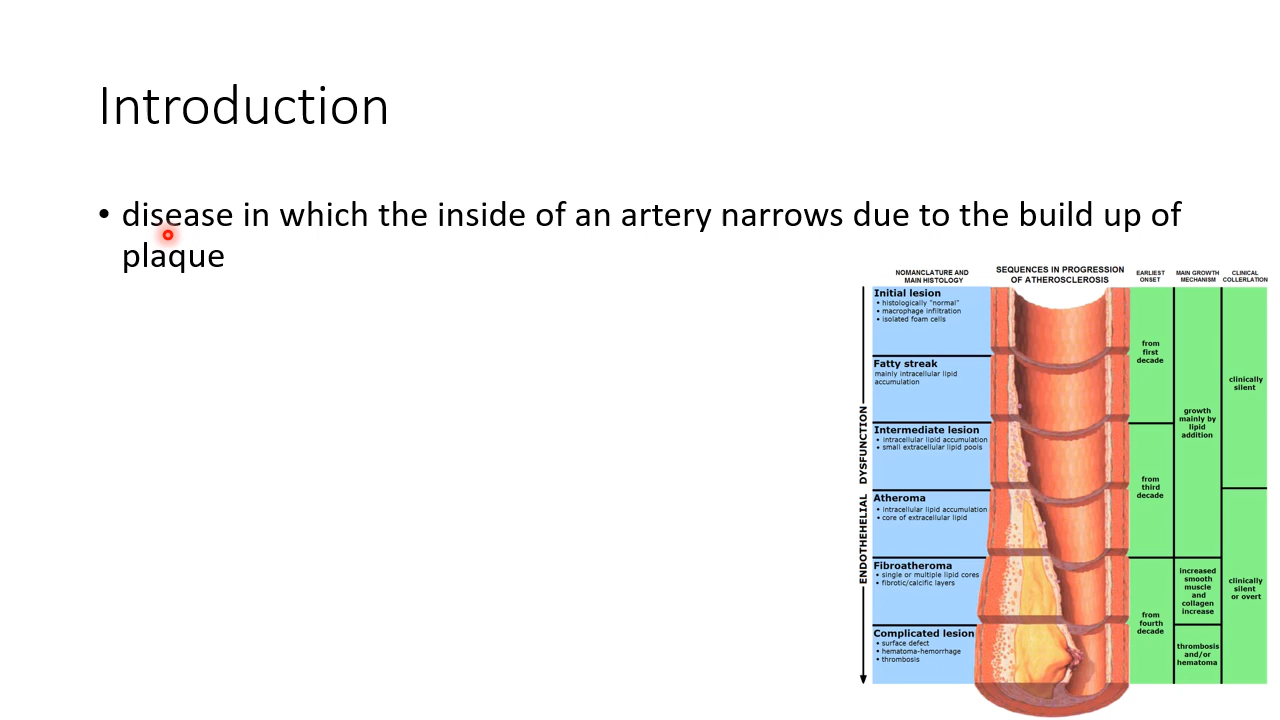 Introduction
• disease in which the inside of an artery narrows due to the build up of
plaque
NOMANCLATURE AND
MAIN HISTOLOGY
SEQUENCES IN PROGRESSION
OF ATHEROSCLEROSIS
EARLIEST
ONSET
MAIN GROWTH
MECHANISM
CLINICAL
COLLERLATION
ENDOTHEHELIAL DYSFUNCTION
Initial lesion
• histologically "normal"
• macrophage infiltration
• isolated foam cells
Fatty streak
mainly intracellular lipid
accumulation
Intermediate lesion
• intracellular lipid accumulation
• small extracellular lipid pools
Atheroma
• intracellular lipid accumulation
• core of extracellular lipid
Fibroatheroma
• single or multiple lipid cores
• fibrotic/calcific layers
Complicated lesion
• surface defect
• hematoma-hemorrhage
• thrombosis
from
first
decade
from
third
decade
from
fourth
decade
growth
mainly by
lipid
addition
increased
smooth
muscle
and
collagen
increase
thrombosis
and/or
hematoma
clinically
silent
clinically
silent
or overt